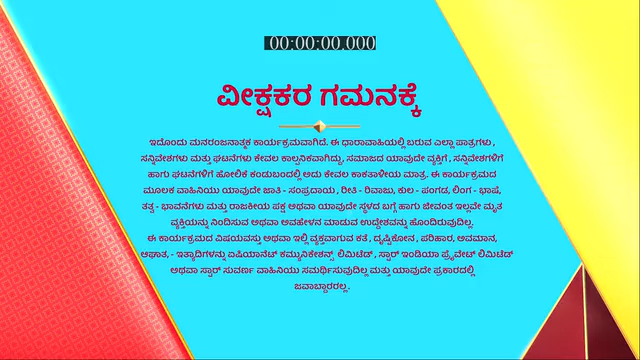 00:00:00.000
ವೀಕ್ಷಕರ ಗಮನಕ್ಕೆ
ಇದೊಂದು ಮನರಂಜನಾತ್ಮಕ ಕಾರ್ಯಕ್ರಮವಾಗಿದೆ. ಈ ಧಾರಾವಾಹಿಯಲ್ಲಿ ಬರುವ ಎಲ್ಲಾ ಪಾತ್ರಗಳು ,
ಸನ್ನಿವೇಶಗಳು ಮತ್ತು ಘಟನೆಗಳು ಕೇವಲ ಕಾಲ್ಪನಿಕವಾಗಿದ್ದು, ಸಮಾಜದ ಯಾವುದೇ ವ್ಯಕ್ತಿಗೆ , ಸನ್ನಿವೇಶಗಳಿಗೆ
ಹಾಗು ಘಟನೆಗಳಿಗೆ ಹೋಲಿಕೆ ಕಂಡುಬಂದಲ್ಲಿ ಅದು ಕೇವಲ ಕಾಕತಾಳೀಯ ಮಾತ್ರ. ಈ ಕಾರ್ಯಕ್ರಮದ
ಮೂಲಕ ವಾಹಿನಿಯು ಯಾವುದೇ ಜಾತಿ - ಸಂಪ್ರದಾಯ , ರೀತಿ - ರಿವಾಜು, ಕುಲ - ಪಂಗಡ, ಲಿಂಗ - ಭಾಷೆ,
ತತ್ವ - ಭಾವನೆಗಳು ಮತ್ತು ರಾಜಕೀಯ ಪಕ್ಷ ಅಥವಾ ಯಾವುದೇ ಸ್ಥಳದ ಬಗ್ಗೆ ಹಾಗು ಜೀವಂತ ಇಲ್ಲವೇ ಮೃತ
ವ್ಯಕ್ತಿಯನ್ನು ನಿಂದಿಸುವ ಅಥವಾ ಅವಹೇಳನ ಮಾಡುವ ಉದ್ದೇಶವನ್ನು ಹೊಂದಿರುವುದಿಲ್ಲ.
ಈ ಕಾರ್ಯಕ್ರಮದ ವಿಷಯವಸ್ತು ಅಥವಾ ಇಲ್ಲಿ ವ್ಯಕ್ತವಾಗುವ ಕತೆ , ದೃಷ್ಟಿಕೋನ , ಪರಿಹಾರ, ಅವಮಾನ,
ಆಘಾತ, - ಇತ್ಯಾದಿಗಳನ್ನು ಏಷಿಯಾನೆಟ್ ಕಮ್ಯುನಿಕೇಶನ್ಸ್ ಲಿಮಿಟೆಡ್ , ಸ್ಟಾರ್ ಇಂಡಿಯಾ ಪ್ರೈವೇಟ್ ಲಿಮಿಟೆಡ್
ಅಥವಾ ಸ್ಟಾರ್ ಸುವರ್ಣ ವಾಹಿನಿಯು ಸಮರ್ಥಿಸುವುದಿಲ್ಲ ಮತ್ತು ಯಾವುದೇ ಪ್ರಕಾರದಲ್ಲಿ
ಜವಾಬ್ದಾರರಲ್ಲ.